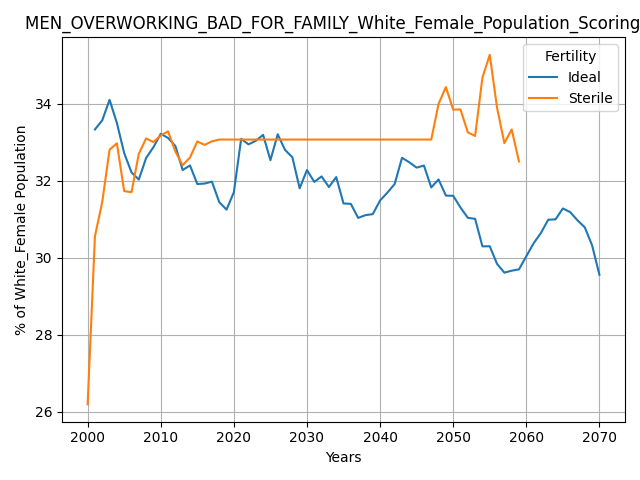 MEN_OVERWORKING_BAD_FOR_FAMILY_White_Female_Population_Scoring
Fertility
Ideal
Sterile
% of White_Female Population
34
32
30
28
26
2000 2010 2020 2030 2040 2050 2060 2070
Years